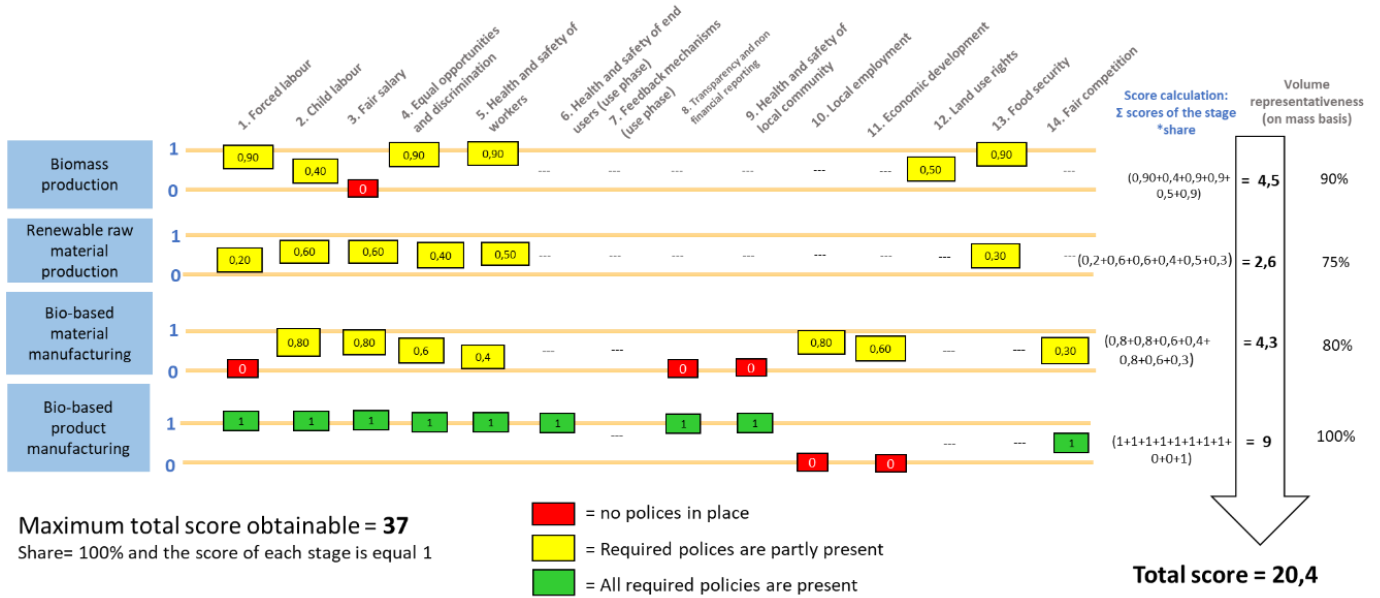 1. Forced labour
2. Child labour
3. Fair salary
4. Equal opportunities
and discrimination
5. Health and safety of
workers
6. Health and safety of end
users (use phase)
7. Feedback mechanisms
(use phase)
8. Transparency and non
financial reporting
9. Health and safety of
local community
10. Local employment
11. Economic development
12. Land use rights
13. Food security
14. Fair competition
Score calculation:
Σ scores of the stage
*share
Volume
representativeness
(on mass basis)
Biomass
production
1
0
0,90
0,40
0
0,90
0,90
---
---
---
---
---
---
0,50
0,90
---
(0,90+0,4+0,9+0,9+
0,5+0,9)
= 4,5
90%
Renewable raw
material
production
1
0
0,20
0,60
0,60
0,40
0,50
---
---
---
---
---
---
---
0,30
---
(0,2+0,6+0,6+0,4+0,5+0,3)
= 2,6
75%
Bio-based
material
manufacturing
1
0
0
0,80
0,80
0,6
0,4
---
---
0
0
0,80
0,60
---
---
0,30
(0,8+0,8+0,6+0,4+
0,8+0,6+0,3)
= 4,3
80%
Bio-based
product
manufacturing
1
0
1
1
1
1
1
1
---
1
1
0
0
---
---
1
(1+1+1+1+1+1+1+1+
0+0+1)
= 9
100%
Maximum total score obtainable = 37
Share= 100% and the score of each stage is equal 1
= no polices in place
= Required polices are partly present
= All required policies are present
Total score = 20,4